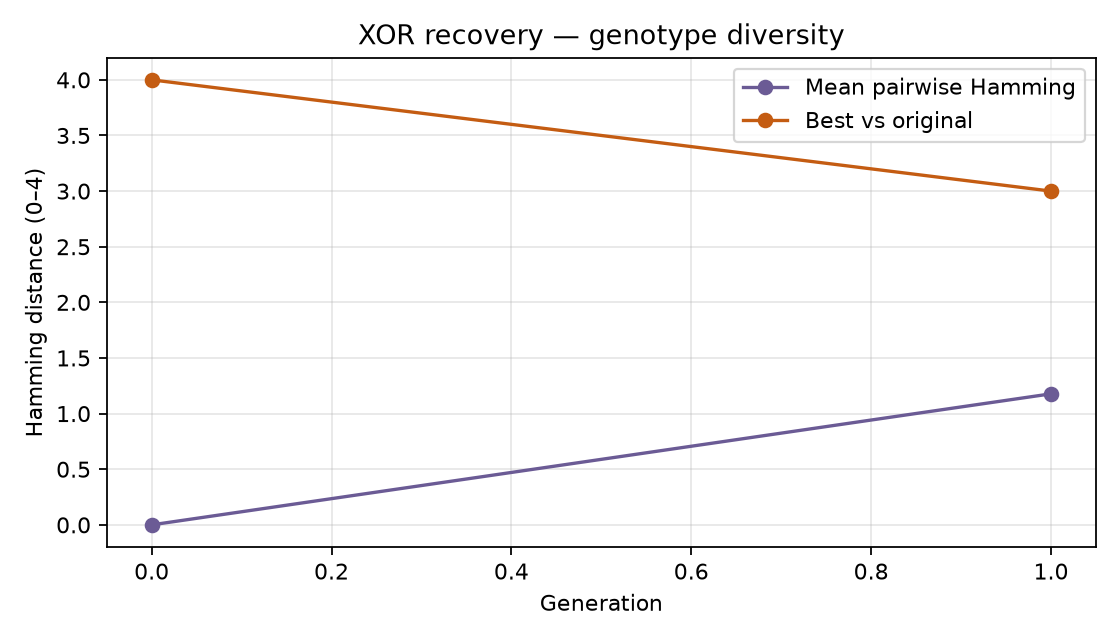 XOR recovery — genotype diversity
Mean pairwise Hamming
Best vs original
Hamming distance (0–4)
4.0
3.5
3.0
2.5
2.0
1.5
1.0
0.5
0.0
0.0 0.2 0.4 0.6 0.8 1.0
Generation